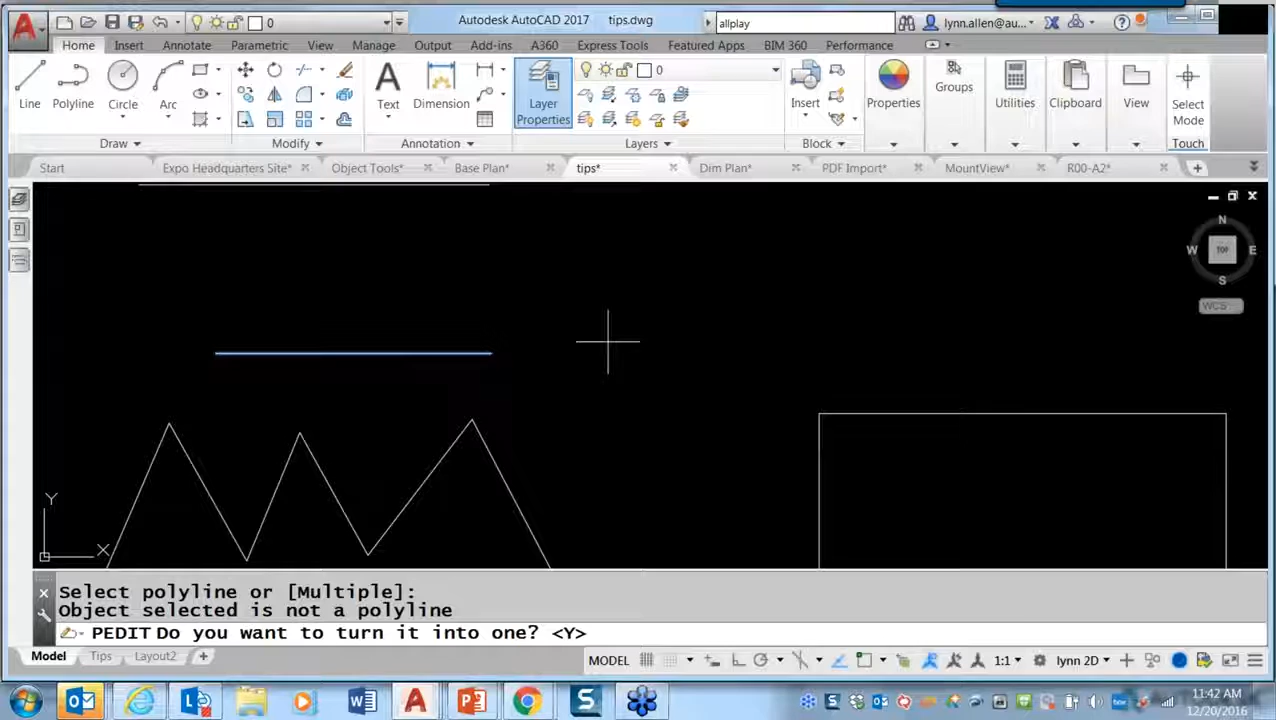 Autodesk AutoCAD 2017 tips.dwg
allplay
lynn.allen@au...
0
Home Insert Annotate Parametric View Manage Output Add-ins A360 Express Tools Featured Apps BIM 360 Performance
0
Line Polyline Circle Arc Text Dimension Layer Properties Insert Properties Groups Utilities Clipboard View Select Mode
Draw Modify Annotation Layers Block Touch
Start Expo Headquarters Site* Object Tools* Base Plan* tips* Dim Plan* PDF Import* MountView* R00-A2*
N
W TOP E
S
WCS
Y
X
Select polyline or [Multiple]:
Object selected is not a polyline
PEDIT Do you want to turn it into one? <Y>
Model Tips Layout2 MODEL 1:1 lynn 2D
11:42 AM
12/20/2016